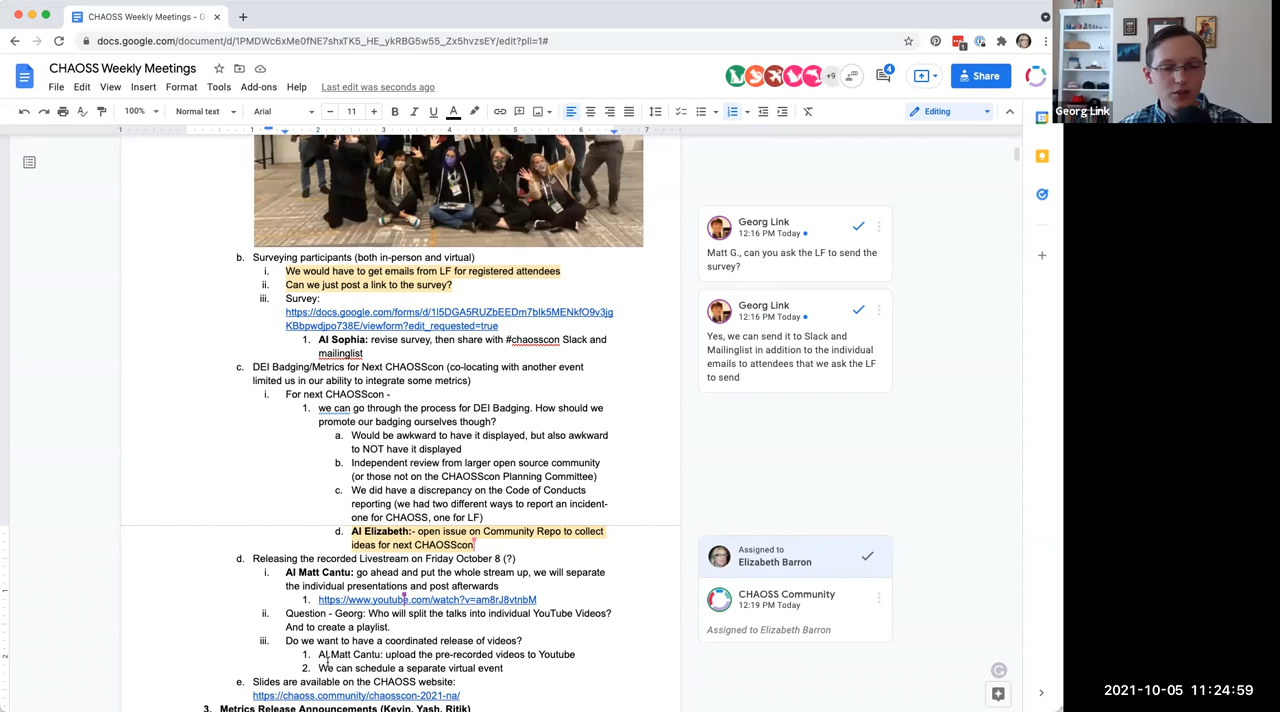 CHAOSS Weekly Meetings - G
docs.google.com/document/d/1PMDWc6xMe0fNE7shxTK5_HE_ykRBG5w55_Zx5hvzsEY/edit?pli=1#
CHAOSS Weekly Meetings
File Edit View Insert Format Tools Add-ons Help Last edit was seconds ago
+9
4
Share
100% Normal text Arial 11 B I U A
Editing
1 1 2 3 4 5 6 7
Georg Link
b. Surveying participants (both in-person and virtual)
i. We would have to get emails from LF for registered attendees
ii. Can we just post a link to the survey?
iii. Survey:
https://docs.google.com/forms/d/1I5DGA5RUZbEEDm7bIk5MENkfO9v3jg
KBbpwdjpo738E/viewform?edit_requested=true
1. AI Sophia: revise survey, then share with #chaosscon Slack and
mailinglist
c. DEI Badging/Metrics for Next CHAOSScon (co-locating with another event
limited us in our ability to integrate some metrics)
i. For next CHAOSScon -
1. we can go through the process for DEI Badging. How should we
promote our badging ourselves though?
a. Would be awkward to have it displayed, but also awkward
to NOT have it displayed
b. Independent review from larger open source community
(or those not on the CHAOSScon Planning Committee)
c. We did have a discrepancy on the Code of Conducts
reporting (we had two different ways to report an incident-
one for CHAOSS, one for LF)
d. AI Elizabeth:- open issue on Community Repo to collect
ideas for next CHAOSScon
d. Releasing the recorded Livestream on Friday October 8 (?)
i. AI Matt Cantu: go ahead and put the whole stream up, we will separate
the individual presentations and post afterwards
1. https://www.youtube.com/watch?v=am8rJ8vtnbM
ii. Question - Georg: Who will split the talks into individual YouTube Videos?
And to create a playlist.
iii. Do we want to have a coordinated release of videos?
1. AI Matt Cantu: upload the pre-recorded videos to Youtube
2. We can schedule a separate virtual event
e. Slides are available on the CHAOSS website:
https://chaoss.community/chaosscon-2021-na/
3. Metrics Release Announcements (Kevin, Yash, Ritik)
Georg Link
12:16 PM Today
Matt G., can you ask the LF to send the
survey?
Georg Link
12:16 PM Today
Yes, we can send it to Slack and
Mailinglist in addition to the individual
emails to attendees that we ask the LF
to send
Assigned to
Elizabeth Barron
CHAOSS Community
12:19 PM Today
Assigned to Elizabeth Barron
2021-10-05 11:24:59